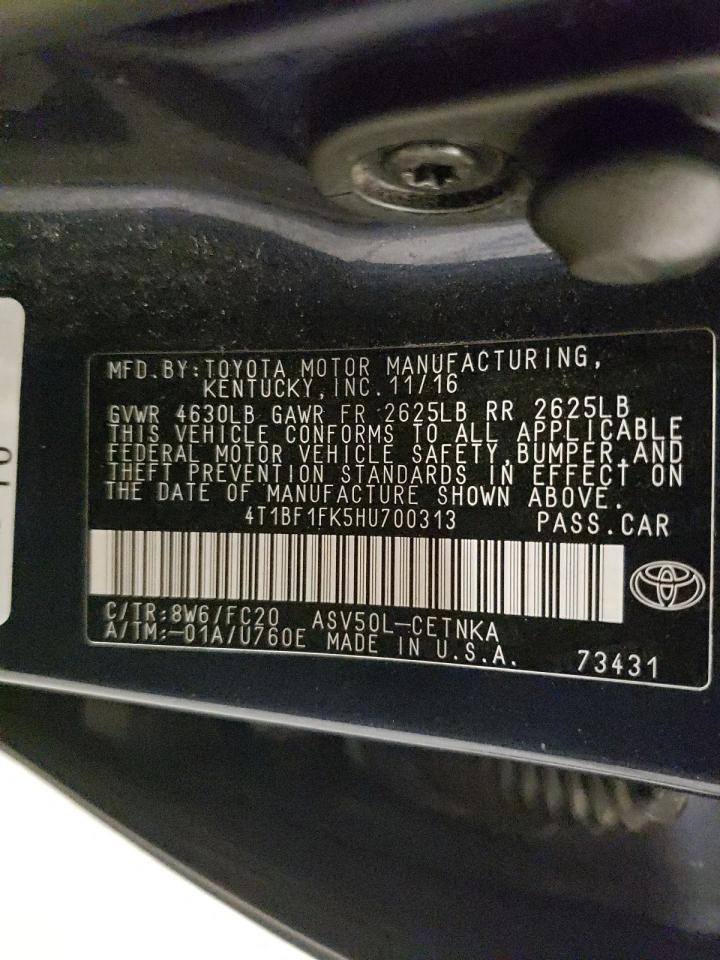 MFD.BY:TOYOTA MOTOR MANUFACTURING,
KENTUCKY,INC.11/16
GVWR 4630LB GAWR FR 2625LB RR 2625LB
THIS VEHICLE CONFORMS TO ALL APPLICABLE
FEDERAL MOTOR VEHICLE SAFETY,BUMPER,AND
THEFT PREVENTION STANDARDS IN EFFECT ON
THE DATE OF MANUFACTURE SHOWN ABOVE.
4T1BF1FK5HU700313 PASS.CAR
C/TR:8W6/FC20 ASV50L-CETNKA
A/TM:-01A/U760E MADE IN U.S.A. 73431